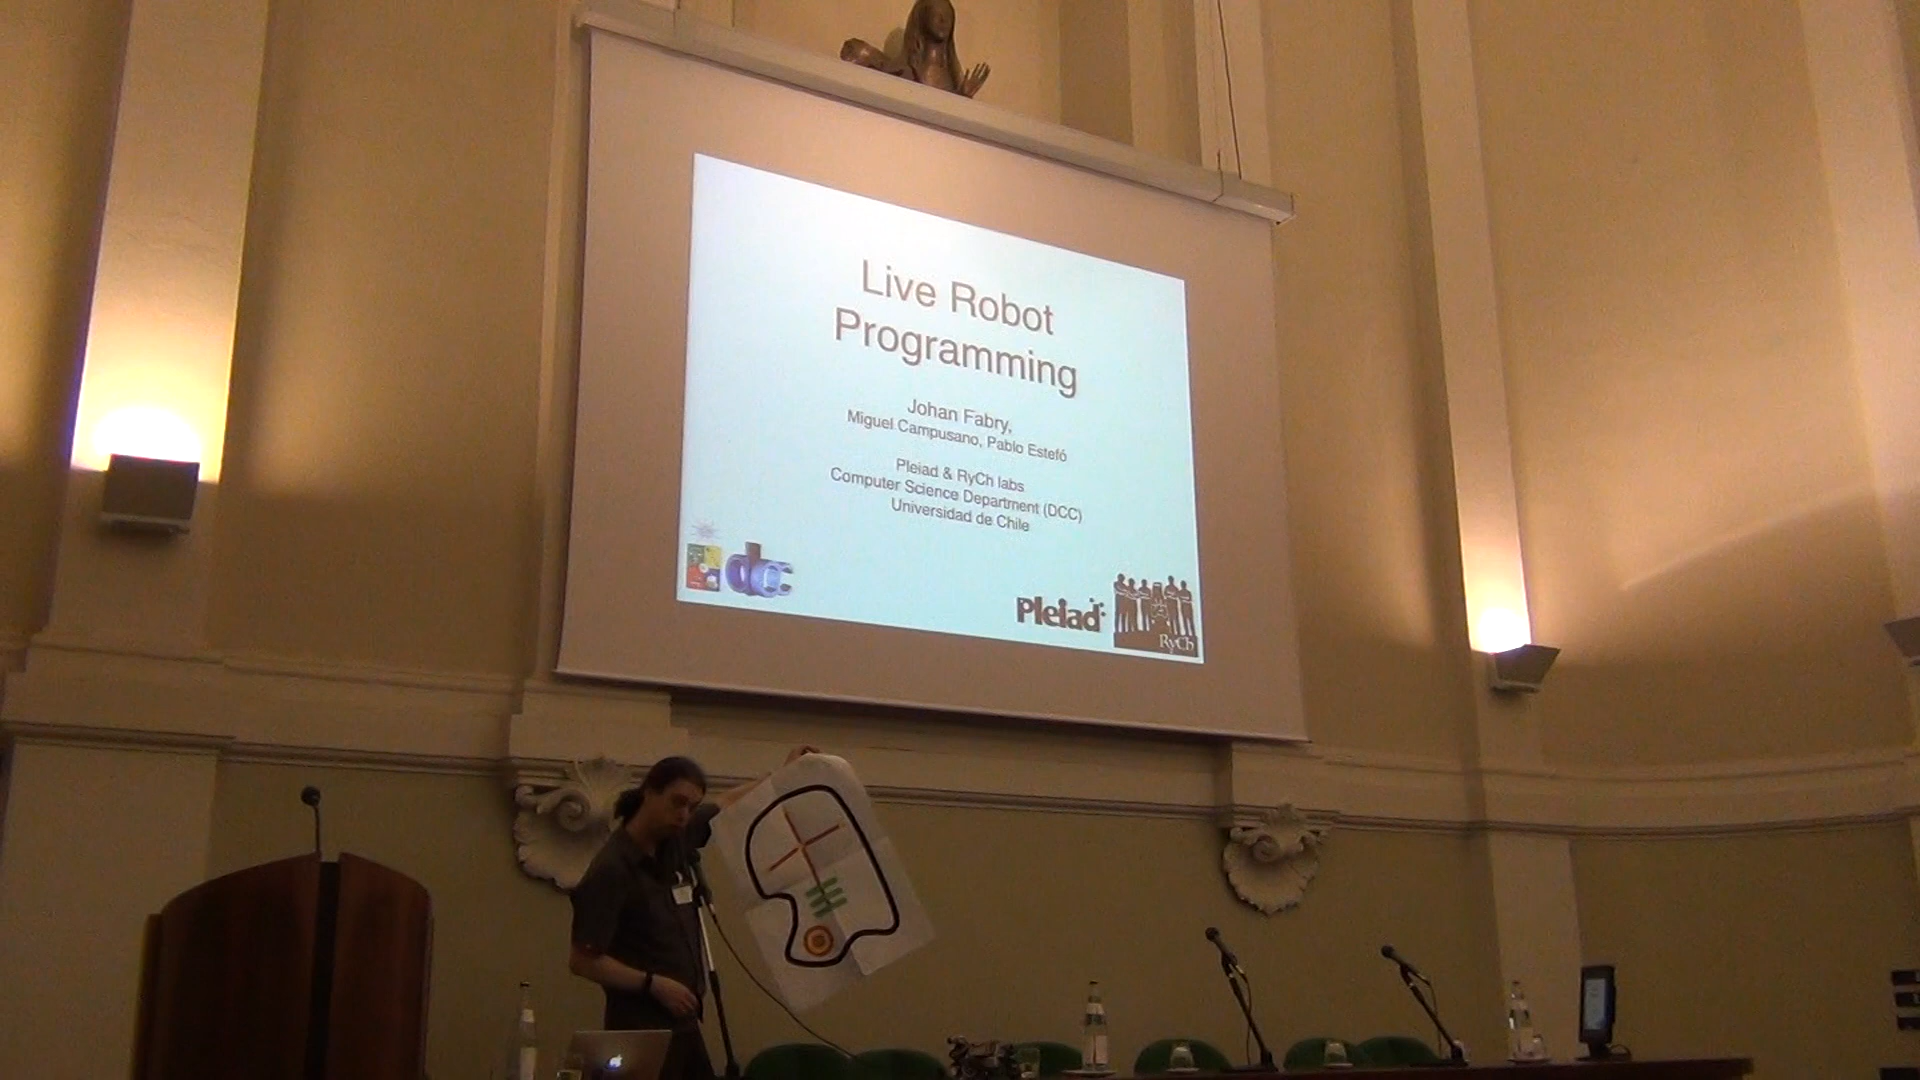 Live Robot
Programming
Johan Fabry,
Miguel Campusano, Pablo Estefó
Pleiad & RyCh labs
Computer Science Department (DCC)
Universidad de Chile
dcc
Pleiad
RyCh